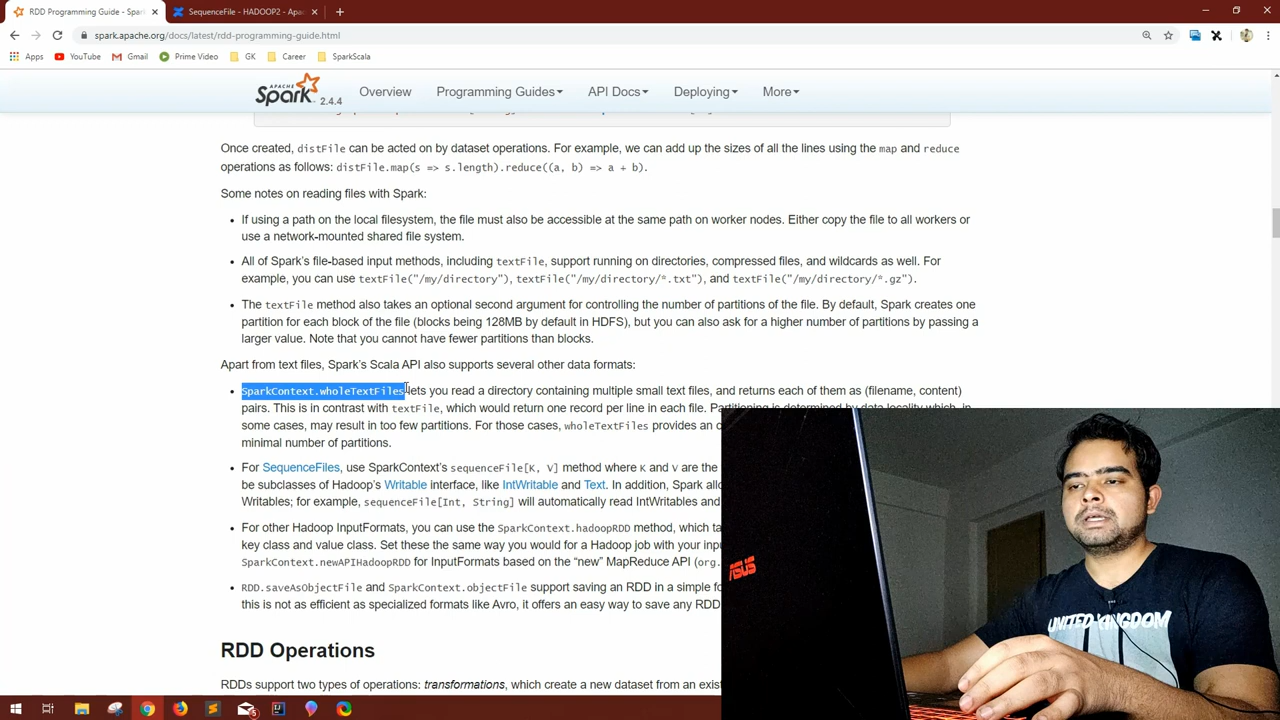 RDD Programming Guide - Spark
SequenceFile - HADOOP2 - Apac
spark.apache.org/docs/latest/rdd-programming-guide.html
Apps YouTube Gmail Prime Video GK Career SparkScala
APACHE Spark 2.4.4 Overview Programming Guides API Docs Deploying More
Once created, distFile can be acted on by dataset operations. For example, we can add up the sizes of all the lines using the map and reduce
operations as follows: distFile.map(s => s.length).reduce((a, b) => a + b).
Some notes on reading files with Spark:
• If using a path on the local filesystem, the file must also be accessible at the same path on worker nodes. Either copy the file to all workers or
use a network-mounted shared file system.
• All of Spark's file-based input methods, including textFile, support running on directories, compressed files, and wildcards as well. For
example, you can use textFile("/my/directory"), textFile("/my/directory/*.txt"), and textFile("/my/directory/*.gz").
• The textFile method also takes an optional second argument for controlling the number of partitions of the file. By default, Spark creates one
partition for each block of the file (blocks being 128MB by default in HDFS), but you can also ask for a higher number of partitions by passing a
larger value. Note that you cannot have fewer partitions than blocks.
Apart from text files, Spark's Scala API also supports several other data formats:
• SparkContext.wholeTextFiles lets you read a directory containing multiple small text files, and returns each of them as (filename, content)
pairs. This is in contrast with textFile, which would return one record per line in each file. Partitioning is determined by data locality which, in
some cases, may result in too few partitions. For those cases, wholeTextFiles provides an
minimal number of partitions.
• For SequenceFiles, use SparkContext's sequenceFile[K, V] method where K and V are the
be subclasses of Hadoop's Writable interface, like IntWritable and Text. In addition, Spark
Writables; for example, sequenceFile[Int, String] will automatically read IntWritables and
• For other Hadoop InputFormats, you can use the SparkContext.hadoopRDD method, which
key class and value class. Set these the same way you would for a Hadoop job with your
SparkContext.newAPIHadoopRDD for InputFormats based on the "new" MapReduce API (org.
• RDD.saveAsObjectFile and SparkContext.objectFile support saving an RDD in a simple
this is not as efficient as specialized formats like Avro, it offers an easy way to save any RDD
RDD Operations
RDDs support two types of operations: transformations, which create a new dataset from an
ASUS
UNITED
KINGDOM
5